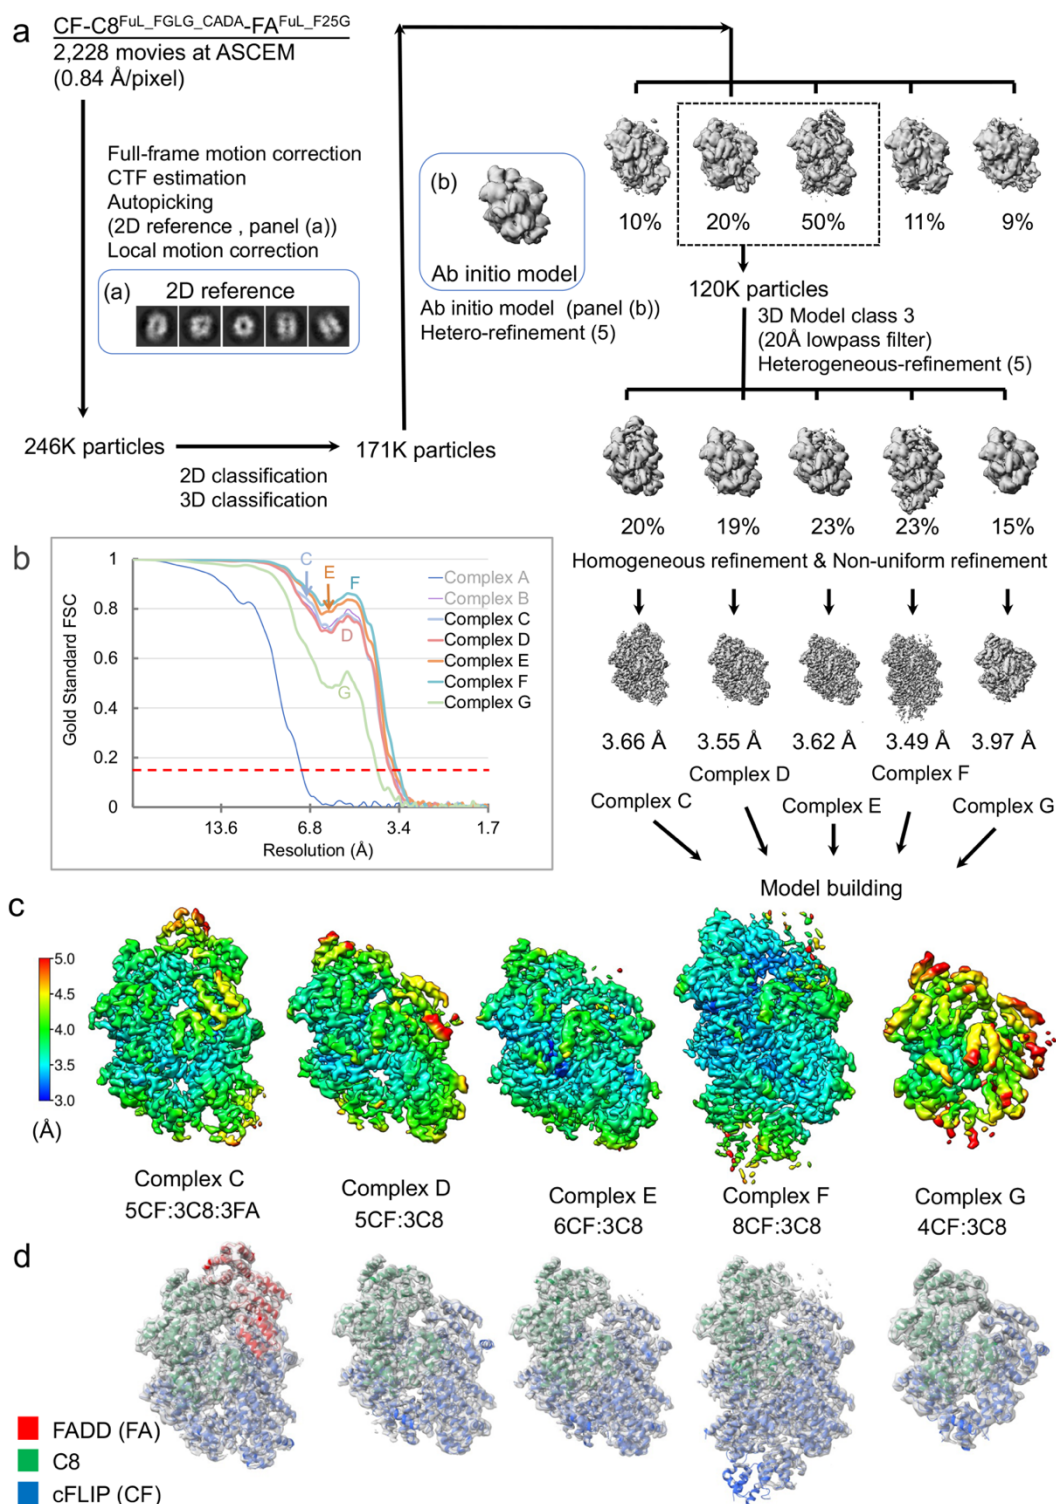 a
CF-C8FuL_FGLG_CADA-FAFuL_F25G
2,228 movies at ASCEM
(0.84 Å/pixel)
Full-frame motion correction
CTF estimation
Autopicking
(2D reference , panel (a))
Local motion correction
(a)
2D reference
246K particles
2D classification
3D classification
171K particles
(b)
Ab initio model
Ab initio model (panel (b))
Hetero-refinement (5)
10%
20%
50%
11%
9%
120K particles
3D Model class 3
(20Å lowpass filter)
Heterogeneous-refinement (5)
20%
19%
23%
23%
15%
Homogeneous refinement & Non-uniform refinement
3.66 Å
3.55 Å
3.62 Å
3.49 Å
3.97 Å
Complex D
Complex F
Complex C
Complex E
Complex G
Model building
b
Gold Standard FSC
1
0.8
0.6
0.4
0.2
0
13.6
6.8
3.4
1.7
Resolution (Å)
C
E
F
D
G
Complex A
Complex B
Complex C
Complex D
Complex E
Complex F
Complex G
c
5.0
4.5
4.0
3.5
3.0
(Å)
Complex C
5CF:3C8:3FA
Complex D
5CF:3C8
Complex E
6CF:3C8
Complex F
8CF:3C8
Complex G
4CF:3C8
d
FADD (FA)
C8
cFLIP (CF)